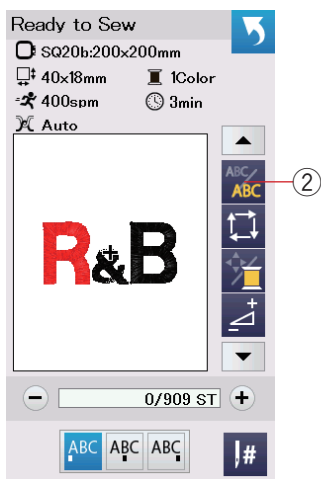 Ready to Sew
SQ20b:200x200mm
40x18mm 1Color
400spm 3min
Auto
ABC
ABC
2
R&B
0/909 ST
ABC ABC ABC #